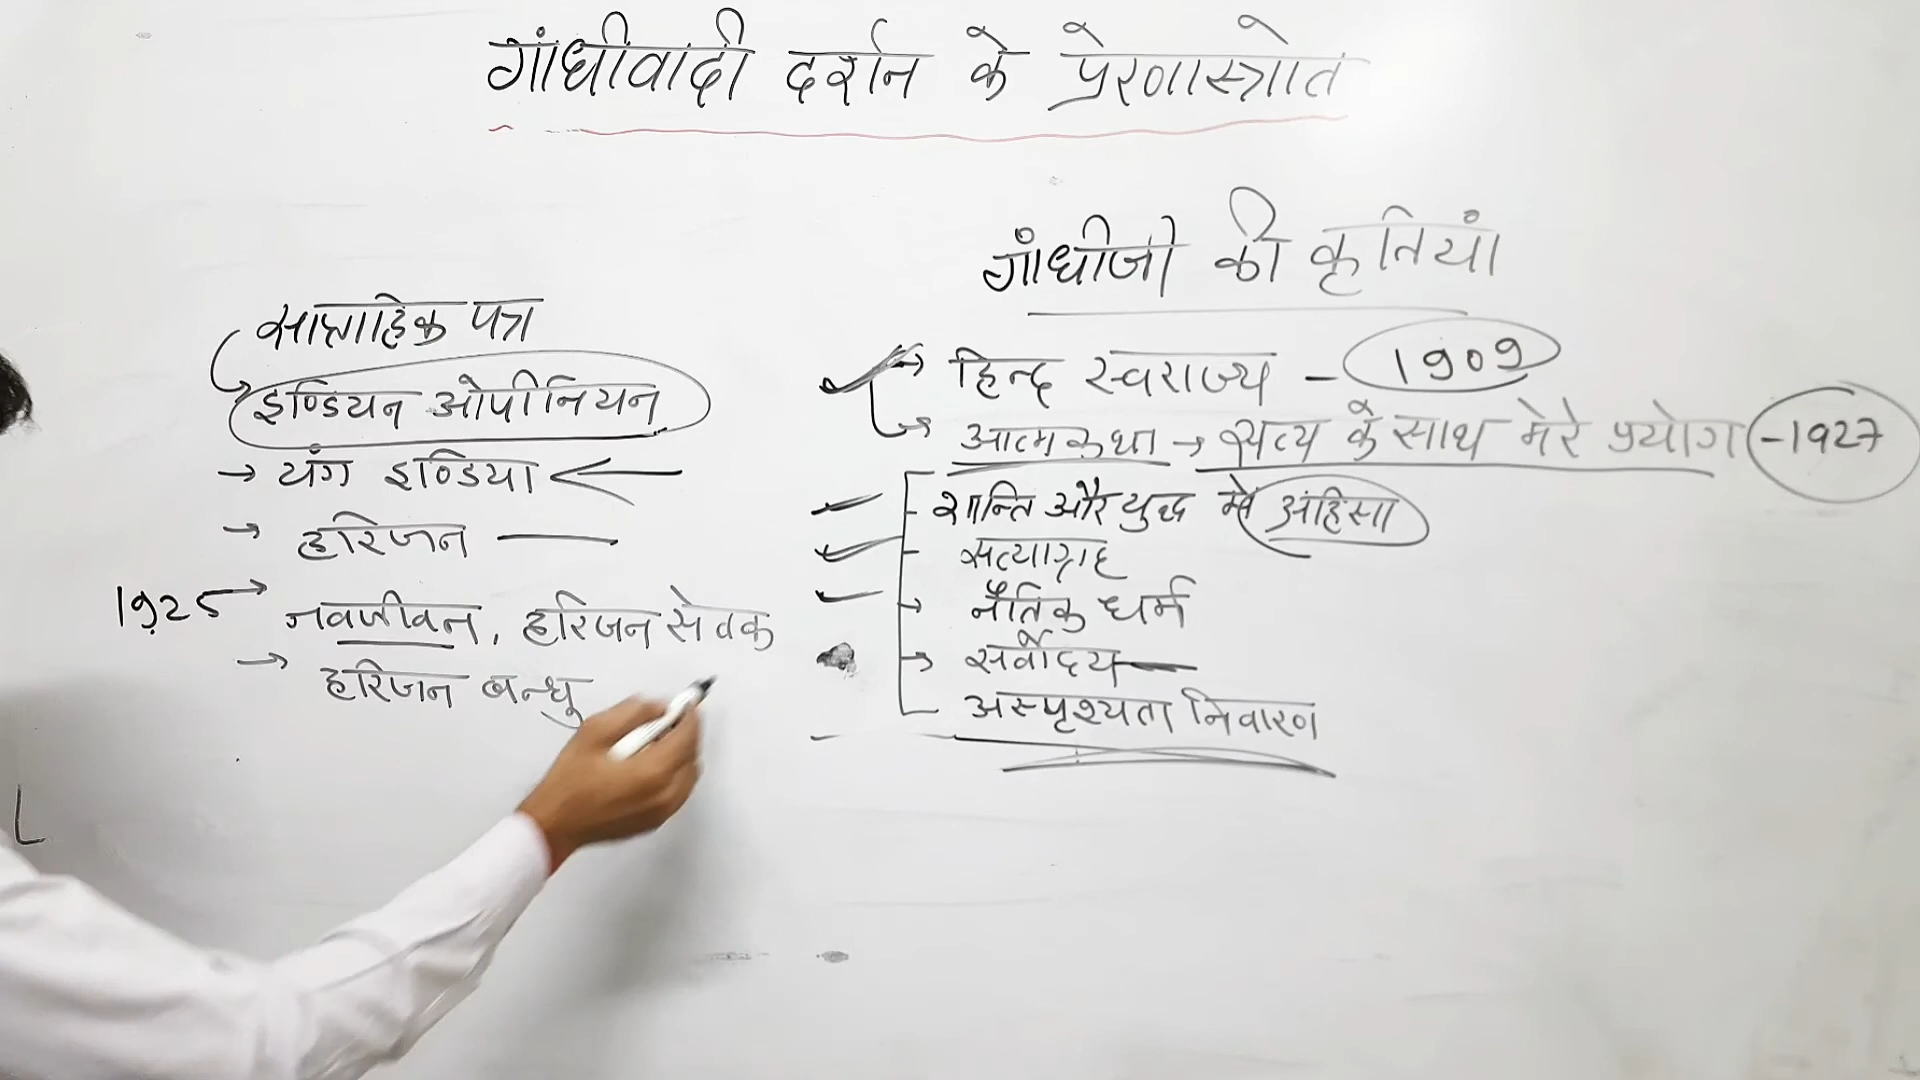 गांधीवादी दर्शन के प्रेरणास्त्रोत
गांधीजी की कृतियां
साप्ताहिक पत्र
इण्डियन ओपीनियन
→ यंग इण्डिया
→ हरिजन
1925 → नवजीवन, हरिजन सेवक
→ हरिजन बन्धु
→ हिन्द स्वराज्य - 1909
→ आत्मकथा → सत्य के साथ मेरे प्रयोग - 1927
- शान्ति और युद्ध में अहिंसा
- सत्याग्रह
→ नैतिक धर्म
→ सर्वोदय
अस्पृश्यता निवारण